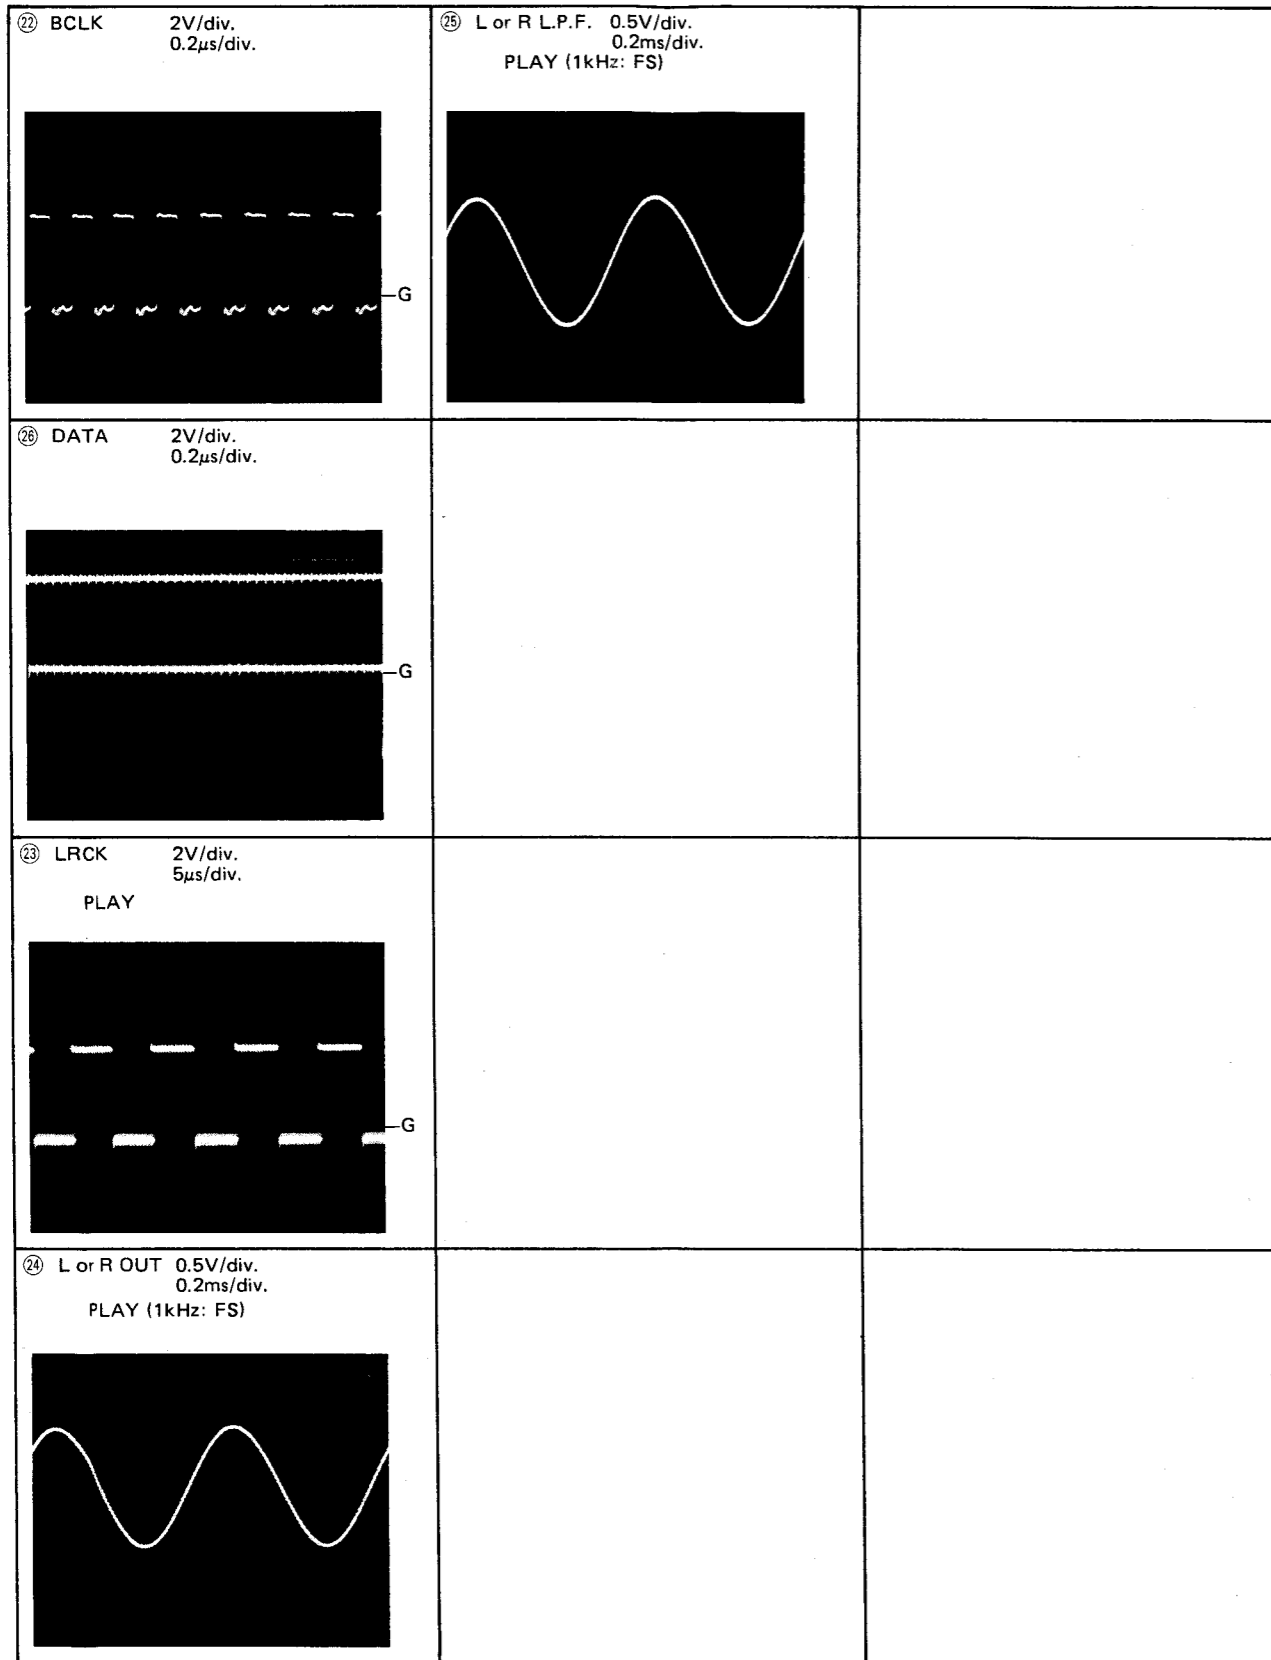 ㉒ BCLK 2V/div.
0.2μs/div.
—G
㉕ L or R L.P.F. 0.5V/div.
0.2ms/div.
PLAY (1kHz: FS)
㉖ DATA 2V/div.
0.2μs/div.
—G
㉓ LRCK 2V/div.
5μs/div.
PLAY
—G
㉔ L or R OUT 0.5V/div.
0.2ms/div.
PLAY (1kHz: FS)